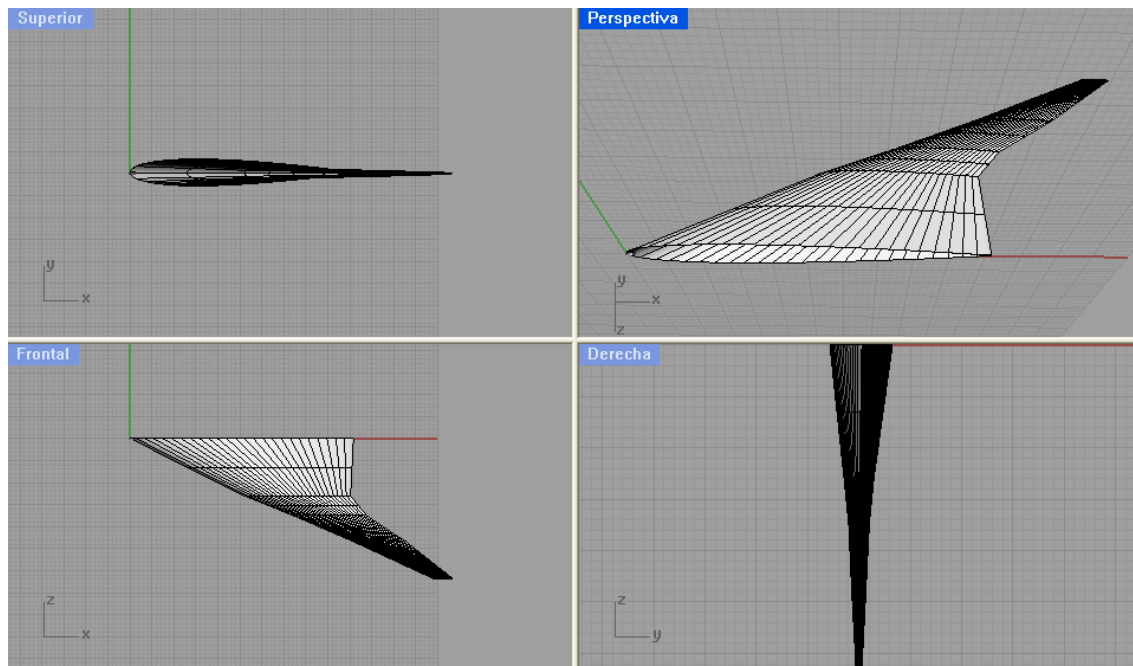 Superior
Perspectiva
y
x
y
x
z
Frontal
Derecha
z
x
z
y